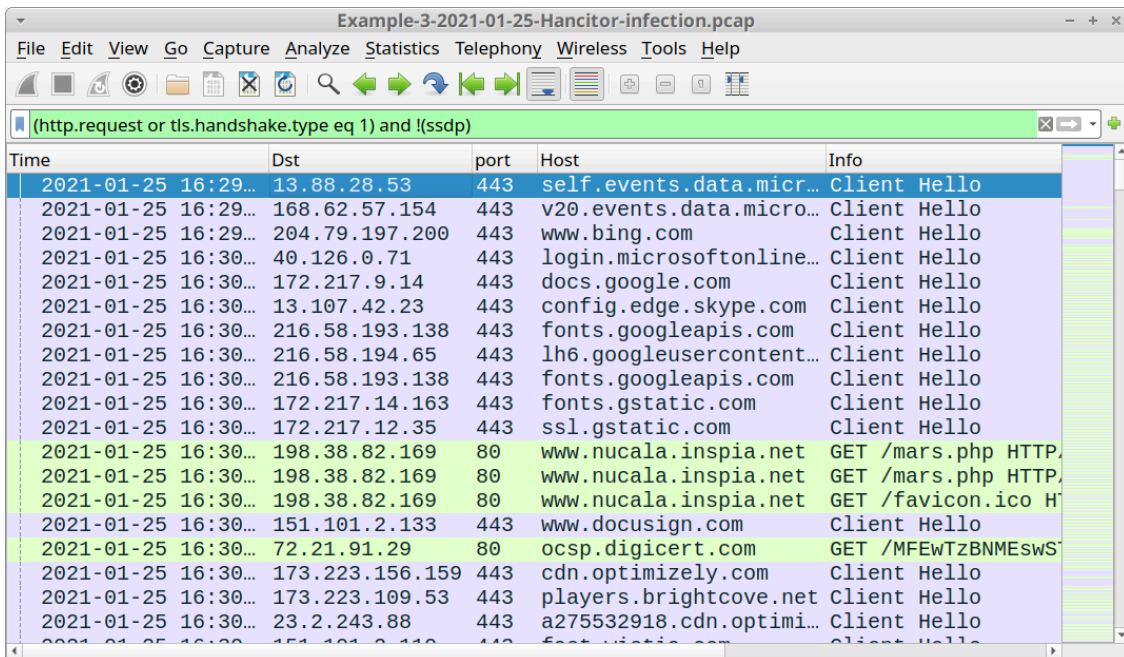 Example-3-2021-01-25-Hancitor-infection.pcap
File Edit View Go Capture Analyze Statistics Telephony Wireless Tools Help
(http.request or tls.handshake.type eq 1) and !(ssdp)
Time Dst port Host Info
2021-01-25 16:29… 13.88.28.53 443 self.events.data.micr… Client Hello
2021-01-25 16:29… 168.62.57.154 443 v20.events.data.micro… Client Hello
2021-01-25 16:29… 204.79.197.200 443 www.bing.com Client Hello
2021-01-25 16:30… 40.126.0.71 443 login.microsoftonline… Client Hello
2021-01-25 16:30… 172.217.9.14 443 docs.google.com Client Hello
2021-01-25 16:30… 13.107.42.23 443 config.edge.skype.com Client Hello
2021-01-25 16:30… 216.58.193.138 443 fonts.googleapis.com Client Hello
2021-01-25 16:30… 216.58.194.65 443 lh6.googleusercontent… Client Hello
2021-01-25 16:30… 216.58.193.138 443 fonts.googleapis.com Client Hello
2021-01-25 16:30… 172.217.14.163 443 fonts.gstatic.com Client Hello
2021-01-25 16:30… 172.217.12.35 443 ssl.gstatic.com Client Hello
2021-01-25 16:30… 198.38.82.169 80 www.nucala.inspia.net GET /mars.php HTTP/
2021-01-25 16:30… 198.38.82.169 80 www.nucala.inspia.net GET /mars.php HTTP/
2021-01-25 16:30… 198.38.82.169 80 www.nucala.inspia.net GET /favicon.ico HT
2021-01-25 16:30… 151.101.2.133 443 www.docusign.com Client Hello
2021-01-25 16:30… 72.21.91.29 80 ocsp.digicert.com GET /MFEwTzBNMEswST
2021-01-25 16:30… 173.223.156.159 443 cdn.optimizely.com Client Hello
2021-01-25 16:30… 173.223.109.53 443 players.brightcove.net Client Hello
2021-01-25 16:30… 23.2.243.88 443 a275532918.cdn.optimi… Client Hello